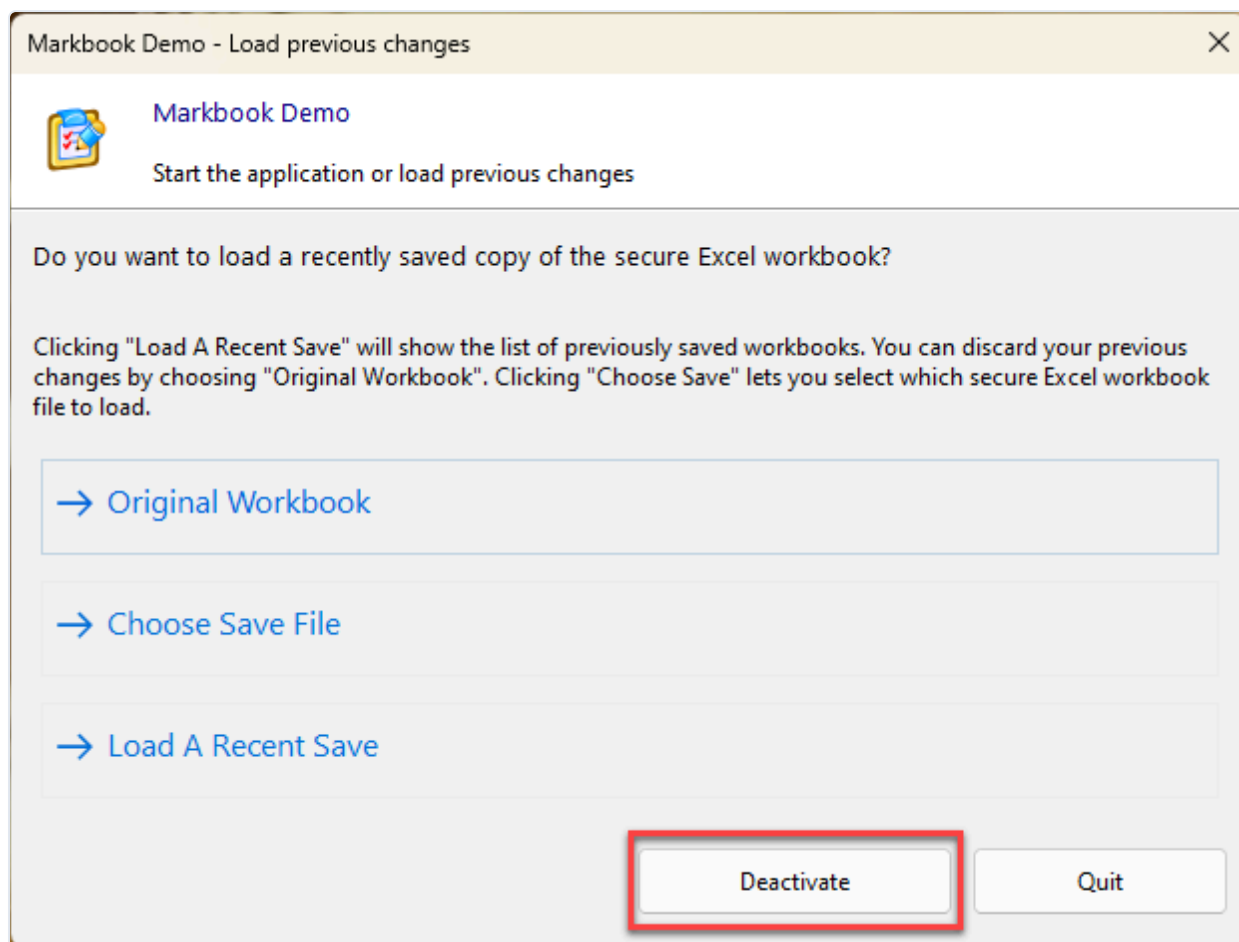 Markbook Demo - Load previous changes
Markbook Demo
Start the application or load previous changes
Do you want to load a recently saved copy of the secure Excel workbook?
Clicking "Load A Recent Save" will show the list of previously saved workbooks. You can discard your previous
changes by choosing "Original Workbook". Clicking "Choose Save" lets you select which secure Excel workbook
file to load.
Original Workbook
Choose Save File
Load A Recent Save
Deactivate
Quit